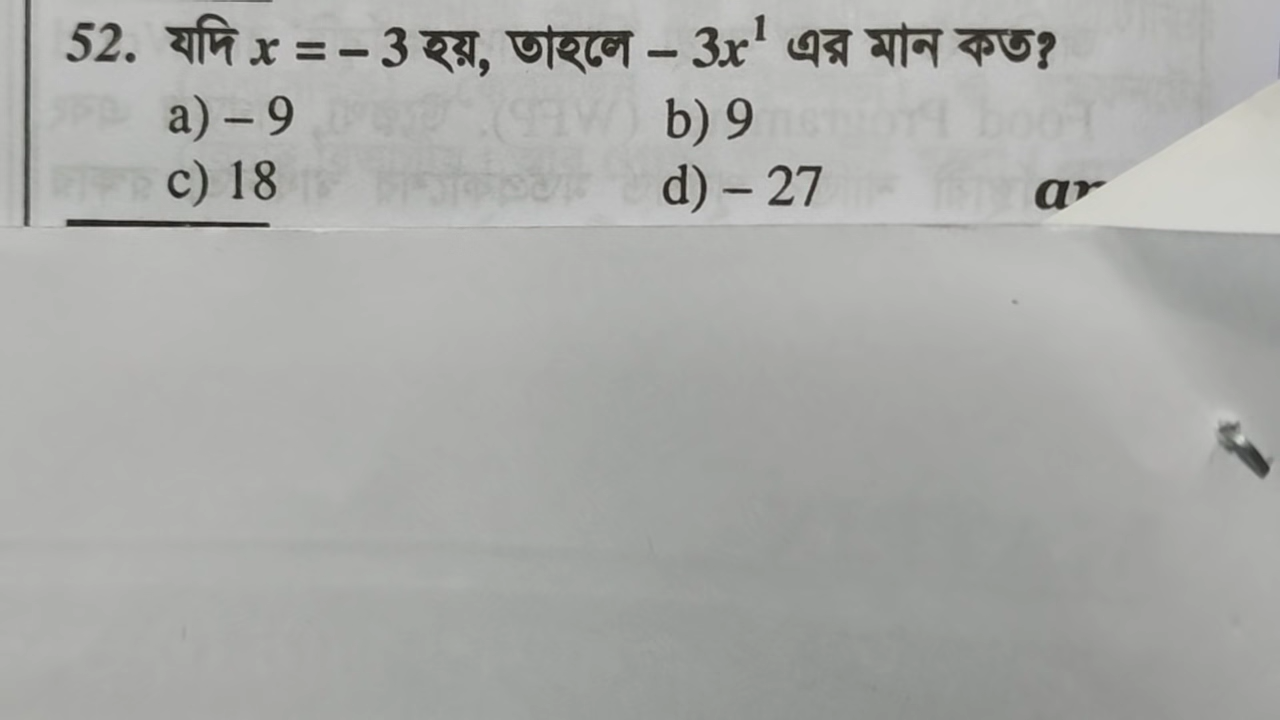 52. যদি x = – 3 হয়, তাহলে – 3x¹ এর মান কত?
a) – 9 b) 9
c) 18 d) – 27